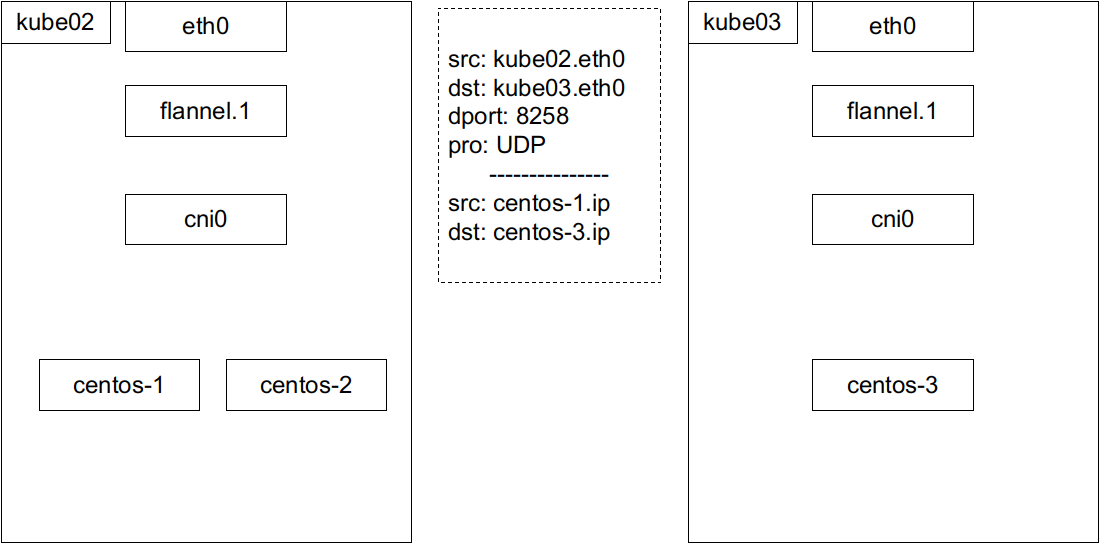 kube02
eth0
flannel.1
cni0
centos-1
centos-2
src: kube02.eth0
dst: kube03.eth0
dport: 8258
pro: UDP
---------------
src: centos-1.ip
dst: centos-3.ip
kube03
eth0
flannel.1
cni0
centos-3